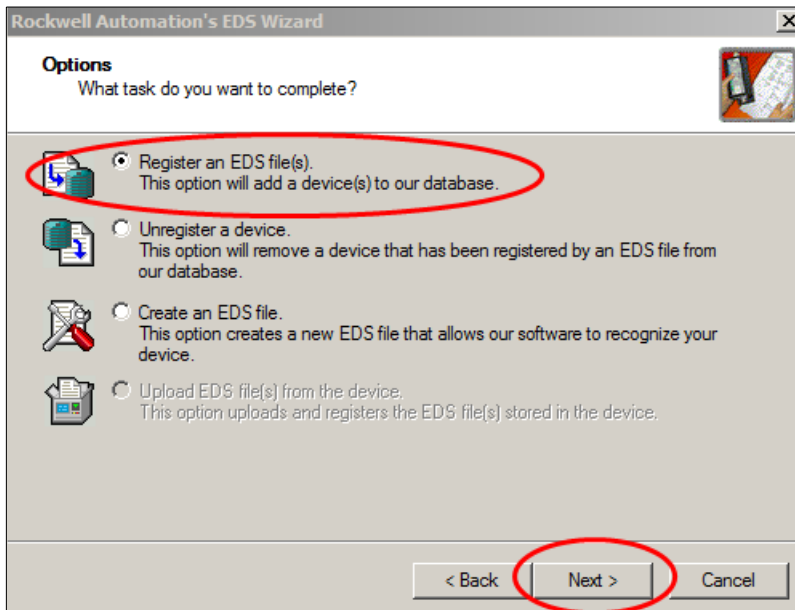 Rockwell Automation's EDS Wizard
Options
What task do you want to complete?
Register an EDS file(s).
This option will add a device(s) to our database.
Unregister a device.
This option will remove a device that has been registered by an EDS file from
our database.
Create an EDS file.
This option creates a new EDS file that allows our software to recognize your
device.
Upload EDS file(s) from the device.
This option uploads and registers the EDS file(s) stored in the device.
< Back
Next >
Cancel